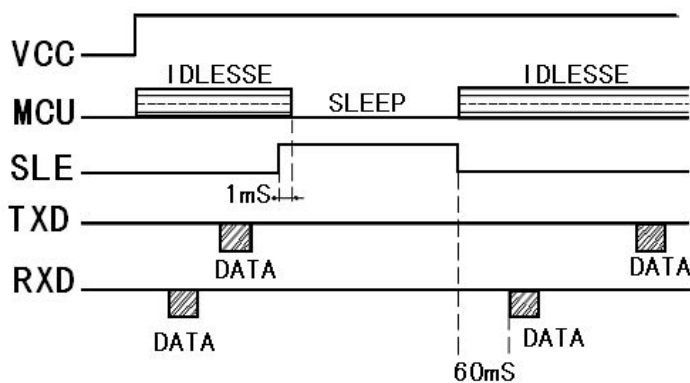 VCC
IDLESSE IDLESSE
MCU SLEEP
SLE
1mS
TXD
DATA DATA
RXD
DATA DATA
60mS